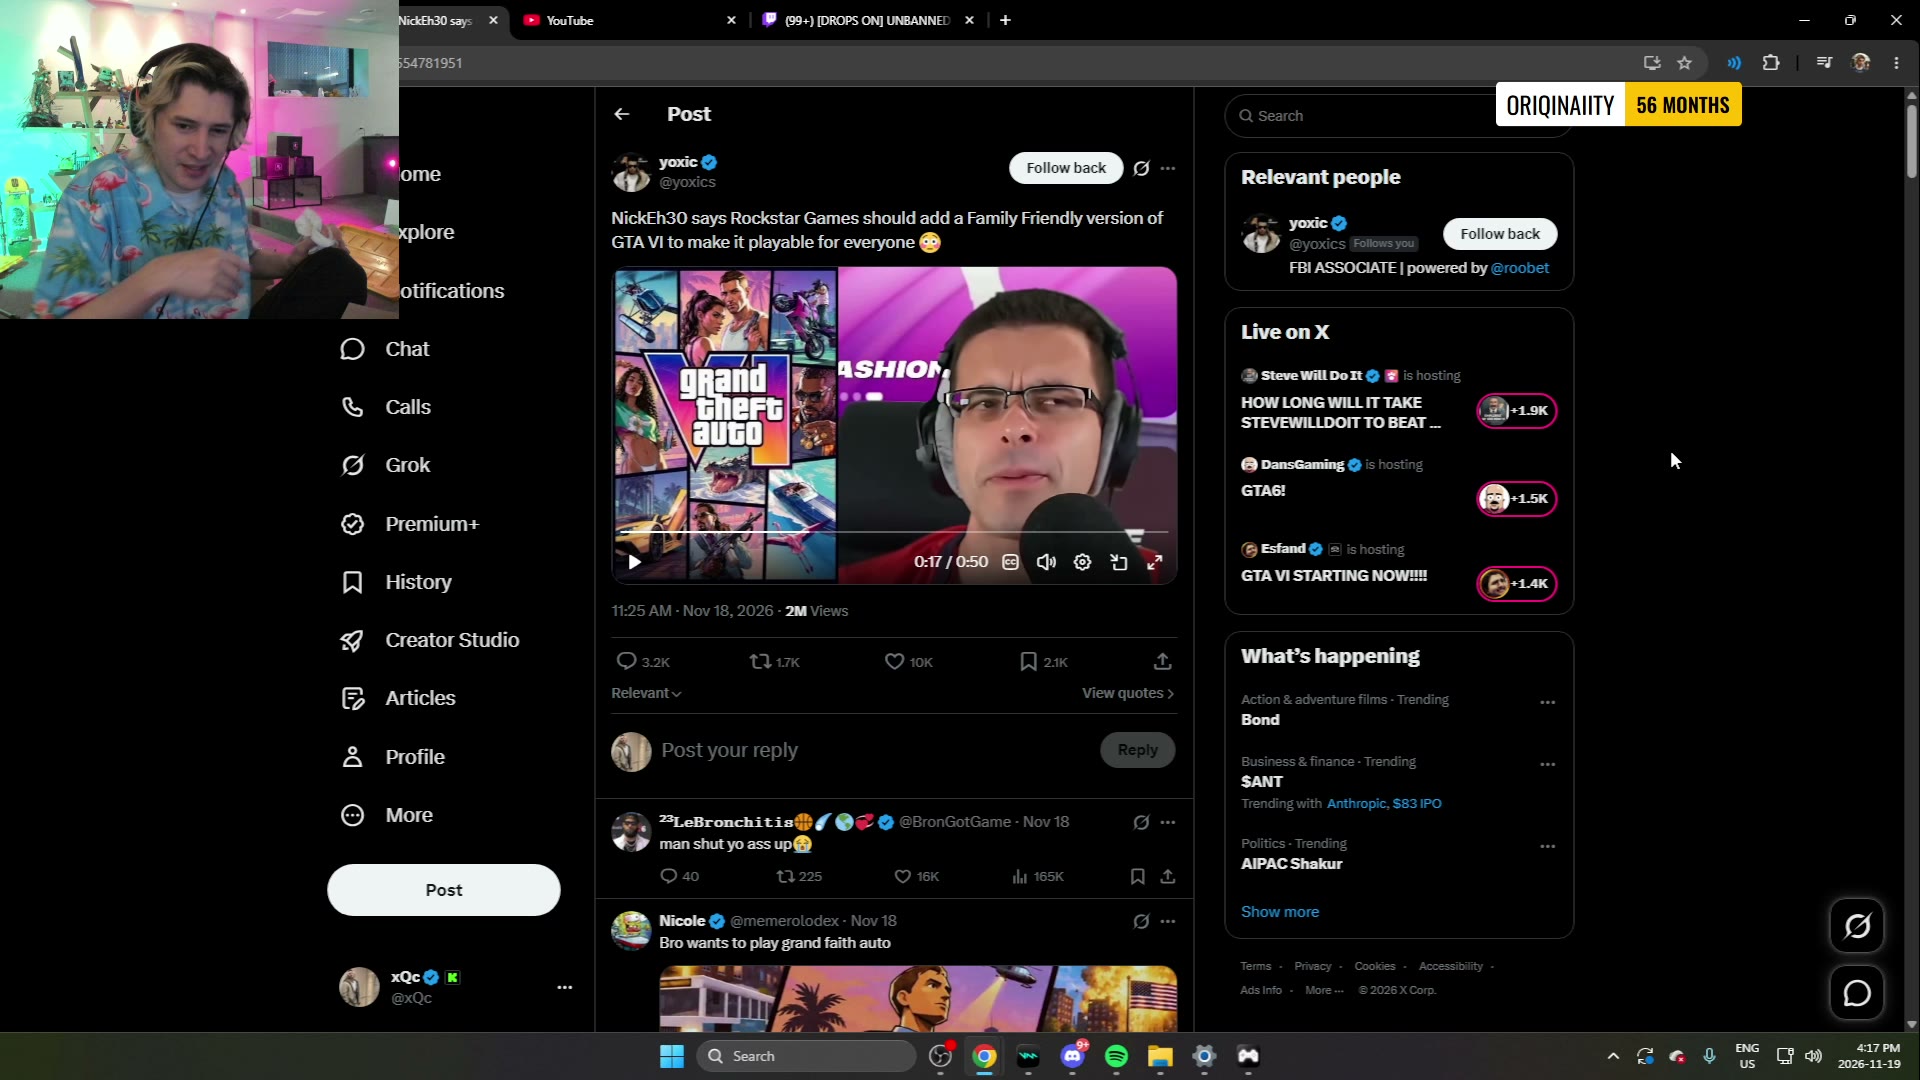 NickEh30 says
YouTube
(99+) [DROPS ON] UNBANNED
554781951
ORIQINAIITY
56 MONTHS
ome
xplore
otifications
Chat
Calls
Grok
Premium+
History
Creator Studio
Articles
Profile
More
Post
xQc
@xQc
Post
yoxic
@yoxics
Follow back
NickEh30 says Rockstar Games should add a Family Friendly version of
GTA VI to make it playable for everyone 😳
VI
grand
theft
auto
ASHION
0:17 / 0:50
11:25 AM · Nov 18, 2026 · 2M Views
3.2K
1.7K
10K
2.1K
Relevant
View quotes
Post your reply
Reply
²³𝐋𝐞𝐁𝐫𝐨𝐧𝐜𝐡𝐢𝐭𝐢𝐬🏀☄️🌎💞 @BronGotGame · Nov 18
man shut yo ass up😭
40
225
16K
165K
Nicole @memerolodex · Nov 18
Bro wants to play grand faith auto
Search
Relevant people
yoxic
@yoxics Follows you
Follow back
FBI ASSOCIATE | powered by @roobet
Live on X
Steve Will Do It is hosting
HOW LONG WILL IT TAKE
STEVEWILLDOIT TO BEAT ...
+1.9K
DansGaming is hosting
GTA6!
+1.5K
Esfand is hosting
GTA VI STARTING NOW!!!!
+1.4K
What's happening
Action & adventure films · Trending
Bond
Business & finance · Trending
$ANT
Trending with Anthropic, $83 IPO
Politics · Trending
AIPAC Shakur
Show more
Terms · Privacy · Cookies · Accessibility ·
Ads Info · More ··· © 2026 X Corp.
Search
9+
ENG
US
4:17 PM
2026-11-19